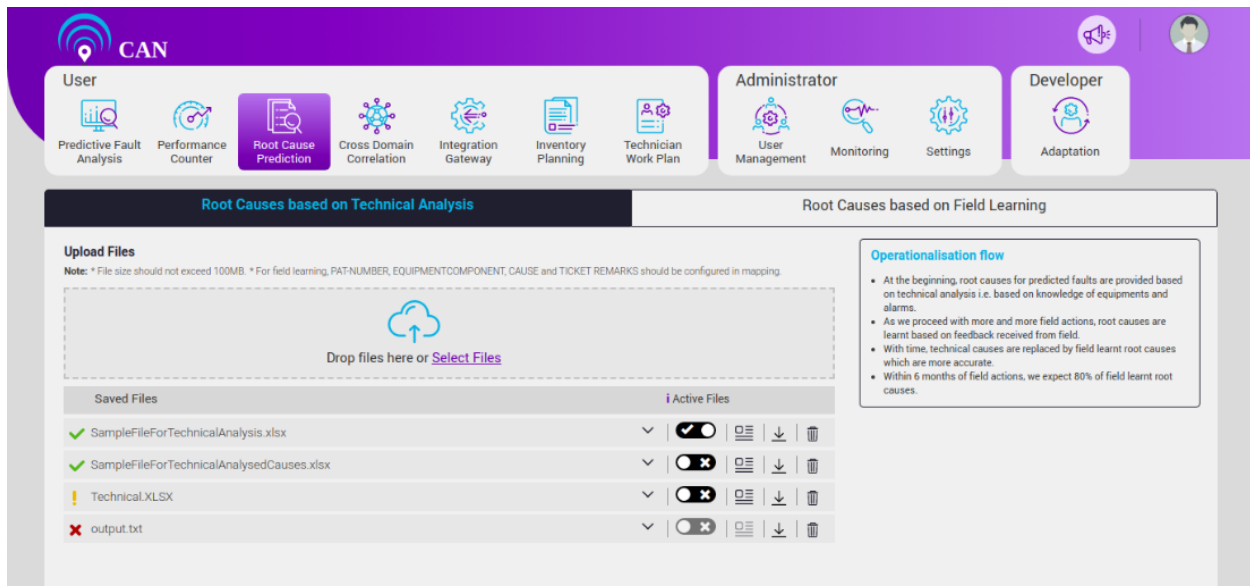 CAN
User
Administrator
Developer
Predictive Fault
Analysis
Performance
Counter
Root Cause
Prediction
Cross Domain
Correlation
Integration
Gateway
Inventory
Planning
Technician
Work Plan
User
Management
Monitoring
Settings
Adaptation
Root Causes based on Technical Analysis
Root Causes based on Field Learning
Upload Files
Note: * File size should not exceed 100MB. * For field learning, PAT-NUMBER, EQUIPMENTCOMPONENT, CAUSE and TICKET REMARKS should be configured in mapping.
Drop files here or Select Files
Saved Files
i Active Files
SampleFileForTechnicalAnalysis.xlsx
SampleFileForTechnicalAnalysedCauses.xlsx
Technical.XLSX
output.txt
Operationalisation flow
• At the beginning, root causes for predicted faults are provided based
on technical analysis i.e. based on knowledge of equipments and
alarms.
• As we proceed with more and more field actions, root causes are
learnt based on feedback received from field.
• With time, technical causes are replaced by field learnt root causes
which are more accurate.
• Within 6 months of field actions, we expect 80% of field learnt root
causes.